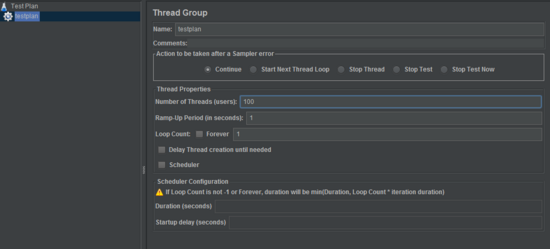 Test Plan
testplan
Thread Group
Name: testplan
Comments:
Action to be taken after a Sampler error
Continue Start Next Thread Loop Stop Thread Stop Test Stop Test Now
Thread Properties
Number of Threads (users): 100
Ramp-Up Period (in seconds): 1
Loop Count: Forever 1
Delay Thread creation until needed
Scheduler
Scheduler Configuration
If Loop Count is not -1 or Forever, duration will be min(Duration, Loop Count * iteration duration)
Duration (seconds)
Startup delay (seconds)